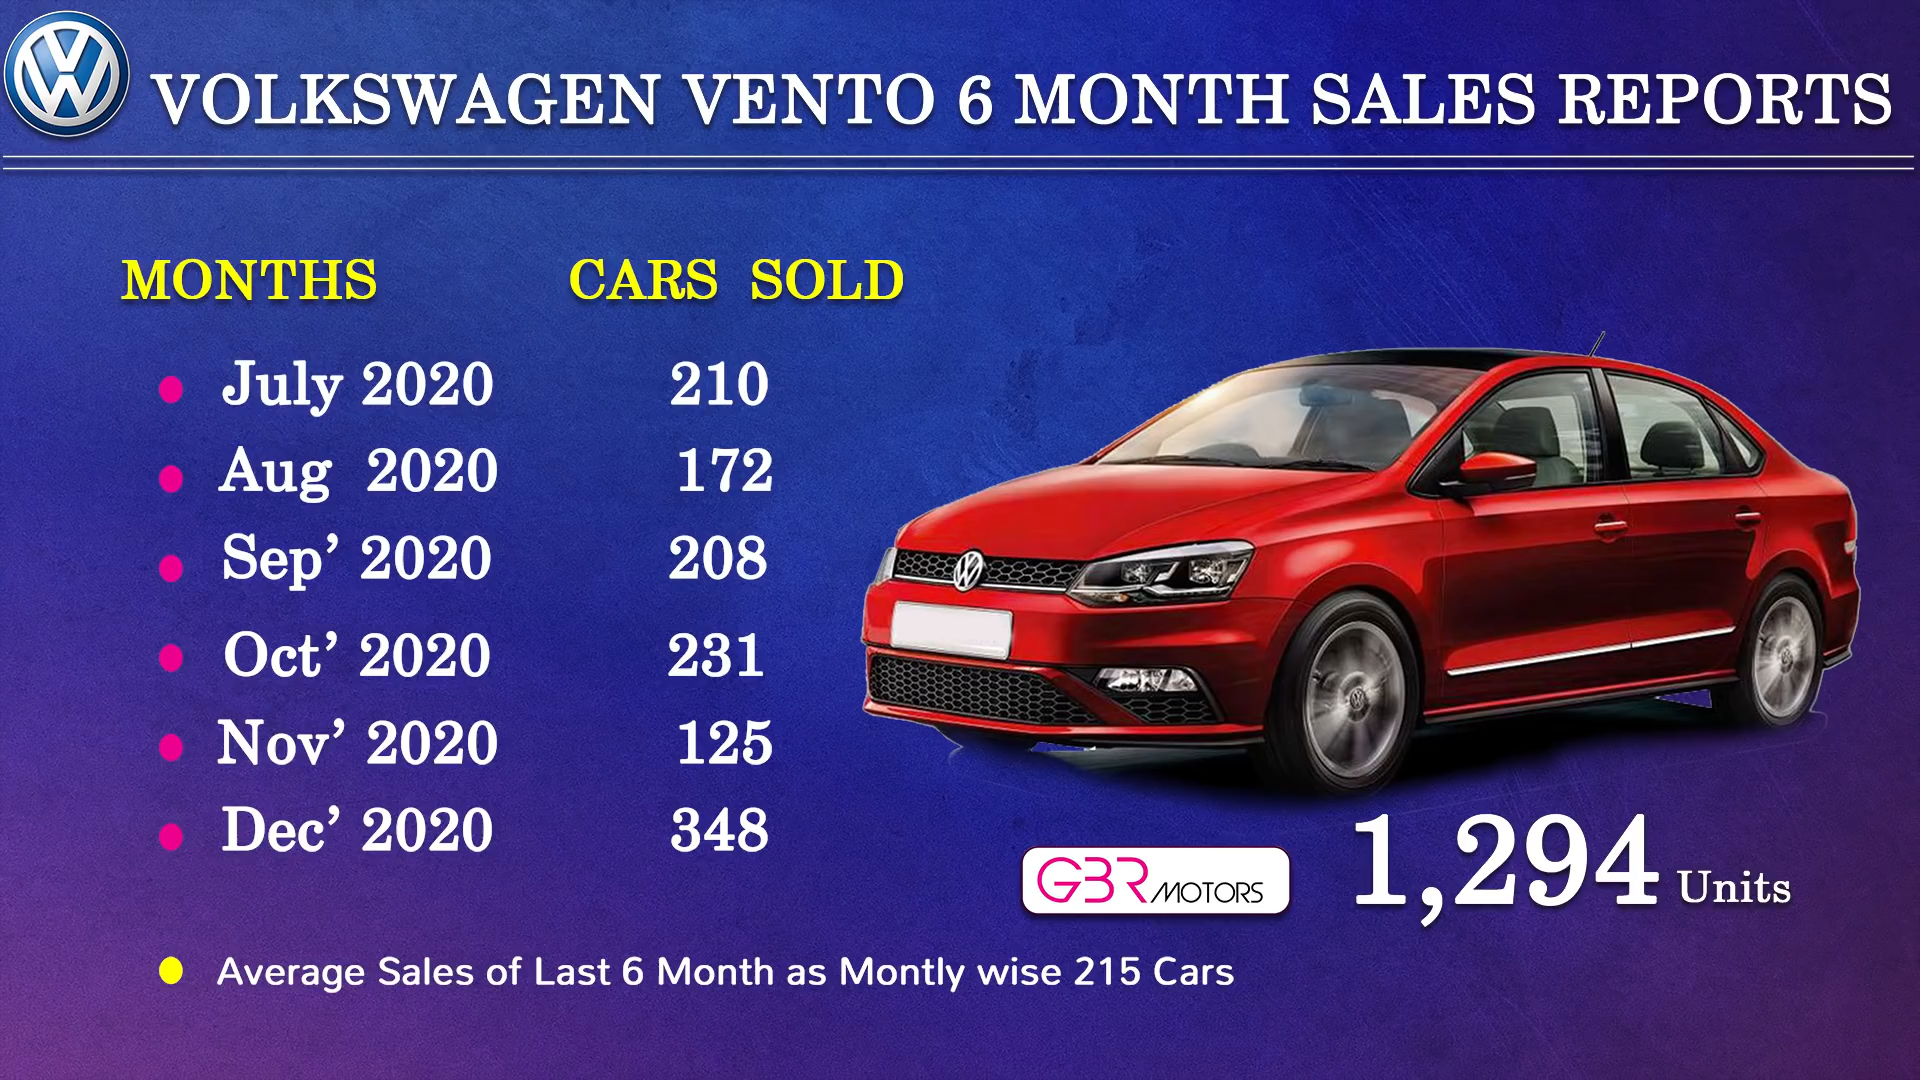 VOLKSWAGEN VENTO 6 MONTH SALES REPORTS
MONTHS CARS SOLD
July 2020 210
Aug 2020 172
Sep’ 2020 208
Oct’ 2020 231
Nov’ 2020 125
Dec’ 2020 348
GBR MOTORS
1,294 Units
Average Sales of Last 6 Month as Montly wise 215 Cars